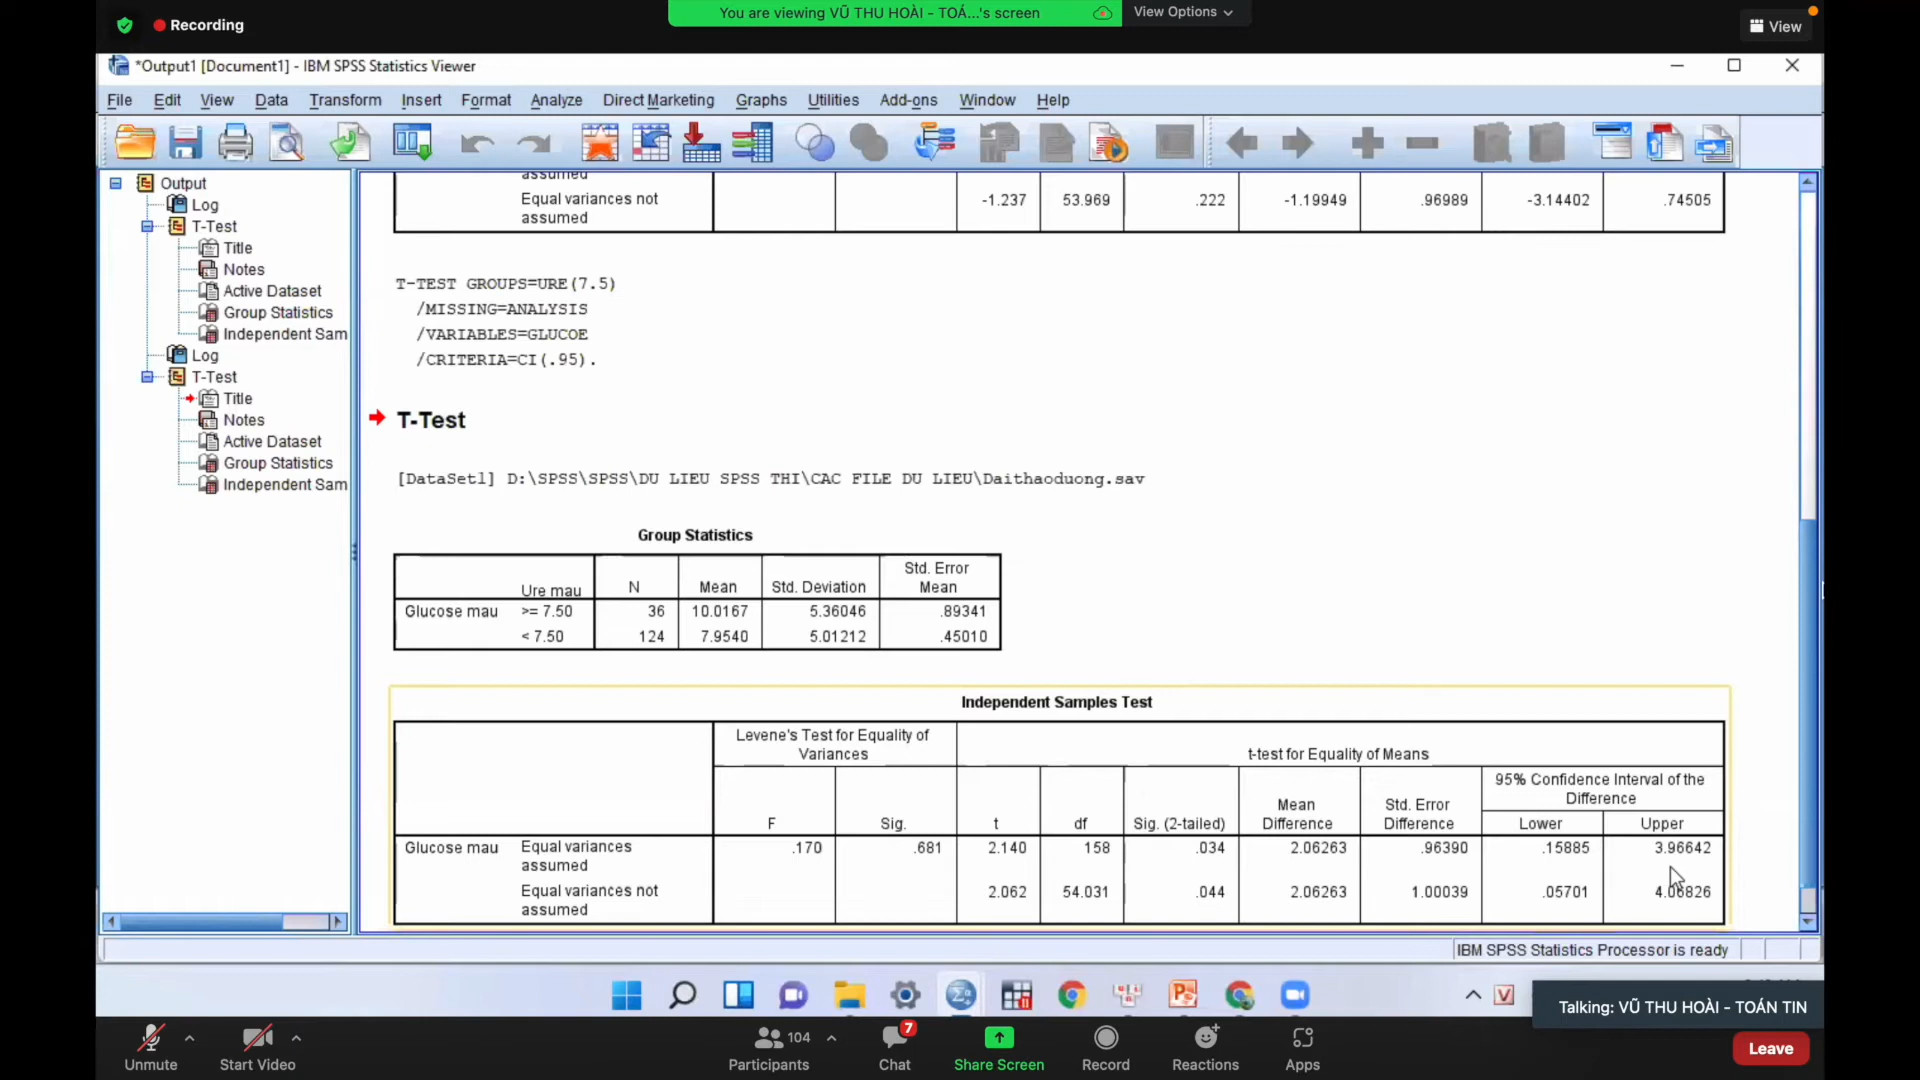 Recording
You are viewing VŨ THU HOÀI - TOÁ...'s screen
View Options
View
*Output1 [Document1] - IBM SPSS Statistics Viewer
File Edit View Data Transform Insert Format Analyze Direct Marketing Graphs Utilities Add-ons Window Help
Output
Log
T-Test
Title
Notes
Active Dataset
Group Statistics
Independent Sam
Log
T-Test
Title
Notes
Active Dataset
Group Statistics
Independent Sam
assumed
Equal variances not assumed -1.237 53.969 .222 -1.19949 .96989 -3.14402 .74505
T-TEST GROUPS=URE(7.5)
/MISSING=ANALYSIS
/VARIABLES=GLUCOE
/CRITERIA=CI(.95).
T-Test
[DataSet1] D:\SPSS\SPSS\DU LIEU SPSS THI\CAC FILE DU LIEU\Daithaoduong.sav
Group Statistics
Ure mau N Mean Std. Deviation Std. Error Mean
Glucose mau >= 7.50 36 10.0167 5.36046 .89341
< 7.50 124 7.9540 5.01212 .45010
Independent Samples Test
Levene's Test for Equality of Variances
t-test for Equality of Means
95% Confidence Interval of the Difference
F Sig. t df Sig. (2-tailed) Mean Difference Std. Error Difference Lower Upper
Glucose mau Equal variances assumed .170 .681 2.140 158 .034 2.06263 .96390 .15885 3.96642
Equal variances not assumed 2.062 54.031 .044 2.06263 1.00039 .05701 4.06826
IBM SPSS Statistics Processor is ready
Talking: VŨ THU HOÀI - TOÁN TIN
Unmute
Start Video
104
Participants
7
Chat
Share Screen
Record
Reactions
Apps
Leave